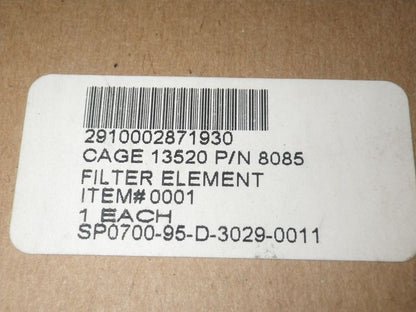 2910002871930
CAGE 13520 P/N 8085
FILTER ELEMENT
ITEM# 0001
1 EACH
SP0700-95-D-3029-0011